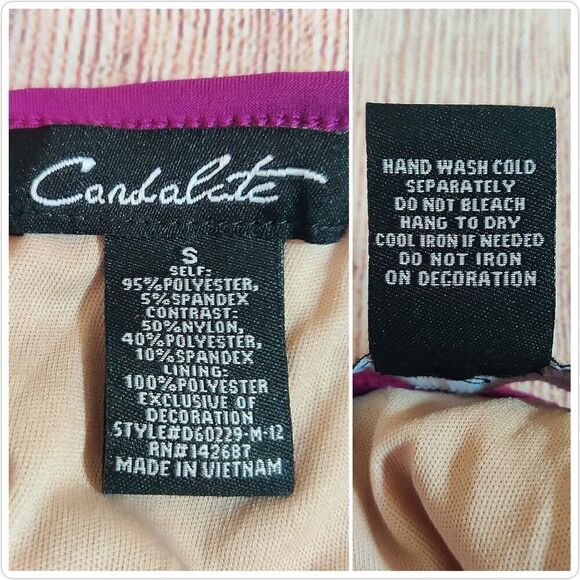 Candalite
S
SELF:
95%POLYESTER,
5%SPANDEX
CONTRAST:
50%NYLON,
40%POLYESTER,
10%SPANDEX
LINING:
100%POLYESTER
EXCLUSIVE OF
DECORATION
STYLE#D60229-M-12
RN#142687
MADE IN VIETNAM
HAND WASH COLD
SEPARATELY
DO NOT BLEACH
HANG TO DRY
COOL IRON IF NEEDED
DO NOT IRON
ON DECORATION